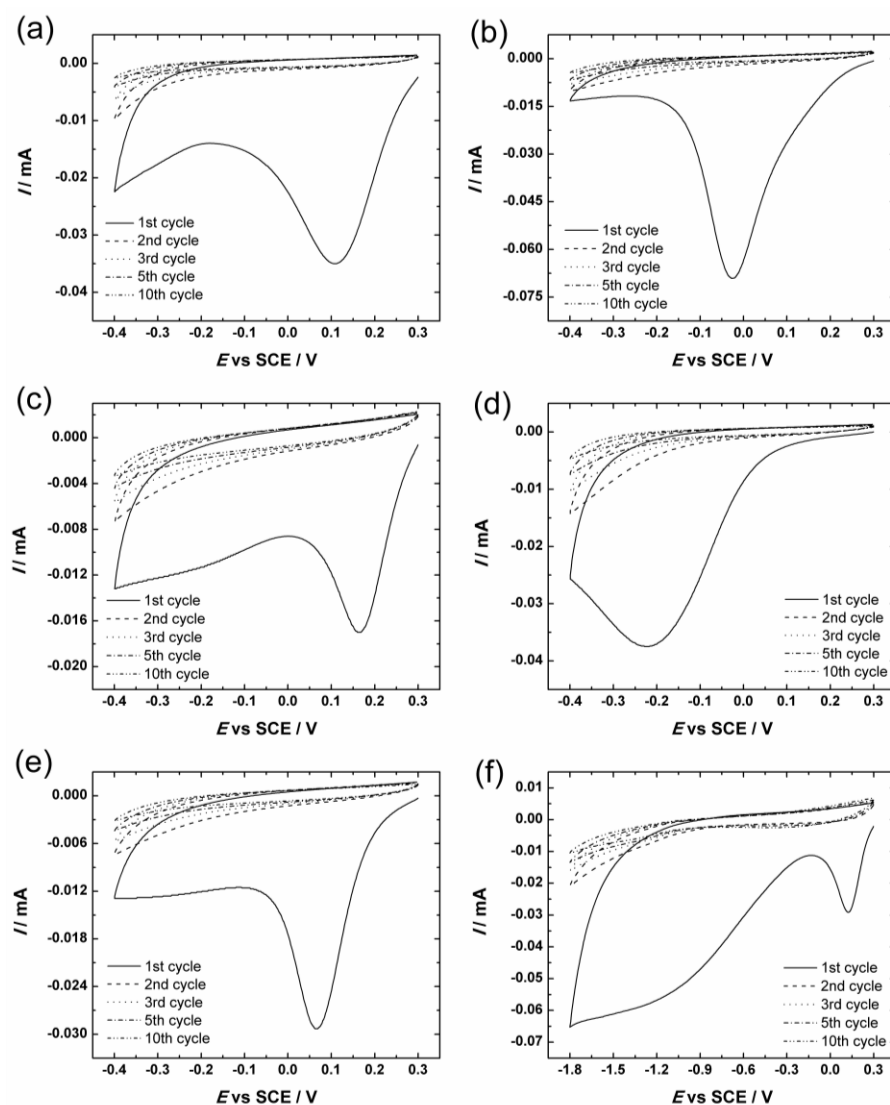 (a)
0.00
-0.01
-0.02
-0.03
-0.04
I / mA
1st cycle
2nd cycle
3rd cycle
5th cycle
10th cycle
-0.4 -0.3 -0.2 -0.1 0.0 0.1 0.2 0.3
E vs SCE / V
(b)
0.000
-0.015
-0.030
-0.045
-0.060
-0.075
I / mA
1st cycle
2nd cycle
3rd cycle
5th cycle
10th cycle
-0.4 -0.3 -0.2 -0.1 0.0 0.1 0.2 0.3
E vs SCE / V
(c)
0.000
-0.004
-0.008
-0.012
-0.016
-0.020
I / mA
1st cycle
2nd cycle
3rd cycle
5th cycle
10th cycle
-0.4 -0.3 -0.2 -0.1 0.0 0.1 0.2 0.3
E vs SCE / V
(d)
0.00
-0.01
-0.02
-0.03
-0.04
I / mA
1st cycle
2nd cycle
3rd cycle
5th cycle
10th cycle
-0.4 -0.3 -0.2 -0.1 0.0 0.1 0.2 0.3
E vs SCE / V
(e)
0.000
-0.006
-0.012
-0.018
-0.024
-0.030
I / mA
1st cycle
2nd cycle
3rd cycle
5th cycle
10th cycle
-0.4 -0.3 -0.2 -0.1 0.0 0.1 0.2 0.3
E vs SCE / V
(f)
0.01
0.00
-0.01
-0.02
-0.03
-0.04
-0.05
-0.06
-0.07
I / mA
1st cycle
2nd cycle
3rd cycle
5th cycle
10th cycle
-1.8 -1.5 -1.2 -0.9 -0.6 -0.3 0.0 0.3
E vs SCE / V